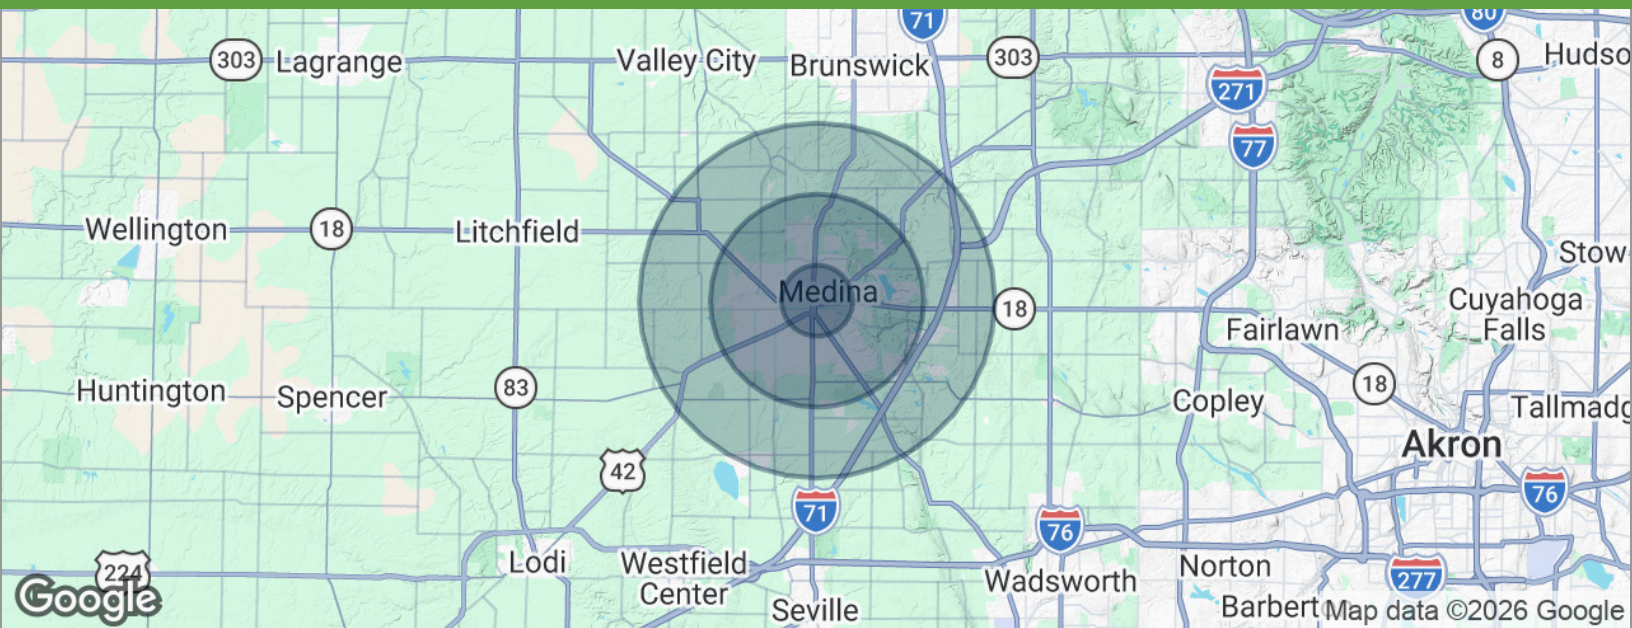 71
80
303
Lagrange
Valley City
Brunswick
303
8
Hudso
271
77
Wellington
18
Litchfield
Stow
Medina
18
Cuyahoga
Falls
Fairlawn
Huntington
Spencer
83
18
Copley
Tallmadg
Akron
42
71
76
76
224
Lodi
Westfield
Center
Wadsworth
Norton
277
Seville
Barbert
Google
Map data ©2026 Google